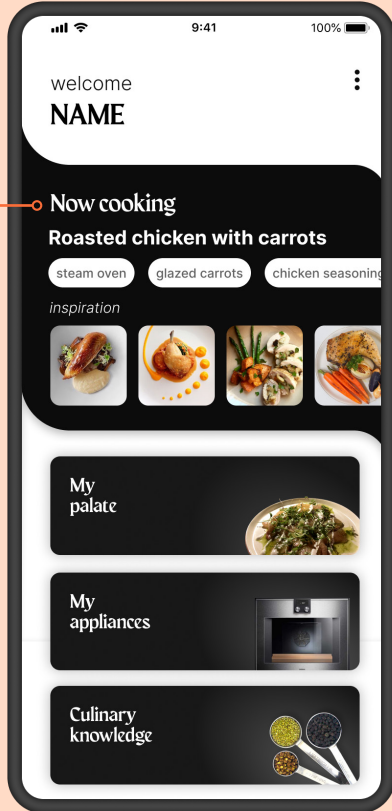 9:41
100%
welcome
NAME
Now cooking
Roasted chicken with carrots
steam oven
glazed carrots
chicken seasoning
inspiration
My
palate
My
appliances
Culinary
knowledge